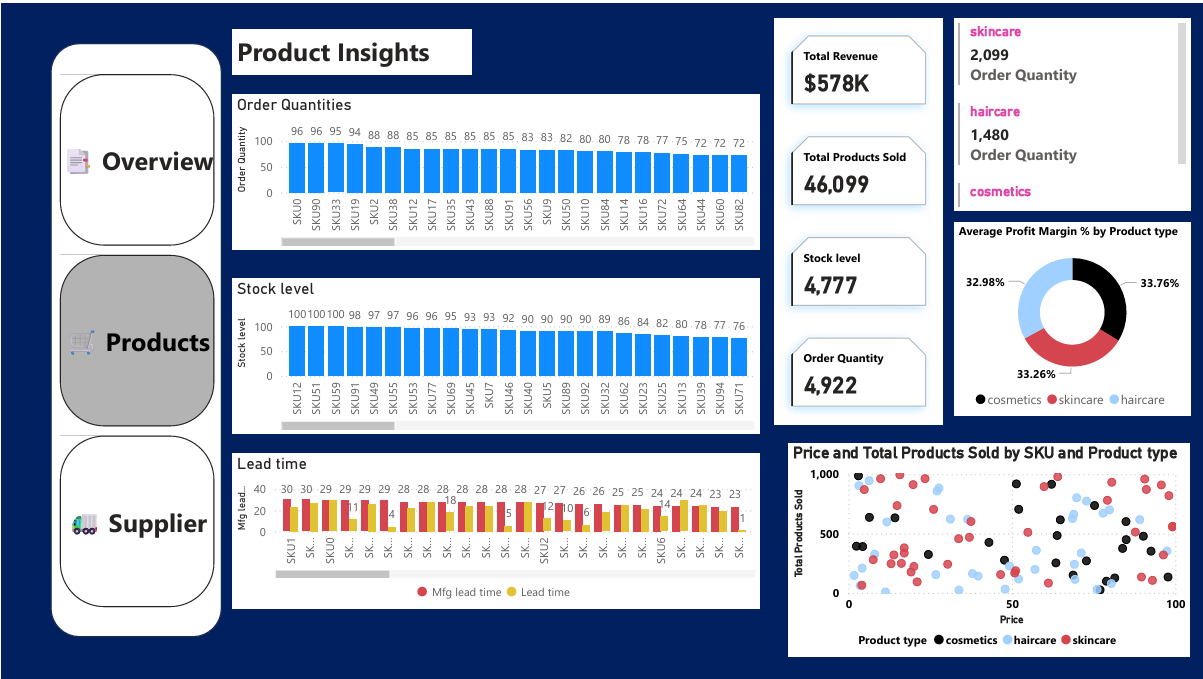 Overview
Products
Supplier
Product Insights
Order Quantities
Order Quantity
100
50
0
96 96 95 94 88 88 85 85 85 85 85 85 83 83 82 80 80 78 78 77 75 72 72 72
SKU0 SKU90 SKU33 SKU19 SKU2 SKU38 SKU12 SKU17 SKU35 SKU43 SKU88 SKU91 SKU56 SKU9 SKU50 SKU10 SKU84 SKU14 SKU16 SKU72 SKU64 SKU44 SKU60 SKU82
Stock level
Stock level
100
50
0
100 100 100 98 97 97 96 96 95 93 93 92 90 90 90 90 89 86 84 82 80 78 77 76
SKU12 SKU51 SKU59 SKU91 SKU49 SKU55 SKU53 SKU77 SKU69 SKU45 SKU7 SKU46 SKU40 SKU5 SKU89 SKU92 SKU32 SKU62 SKU23 SKU25 SKU13 SKU39 SKU94 SKU71
Lead time
Mfg lead...
40
20
0
30 30 29 29 29 29 28 28 28 28 28 28 28 27 27 26 26 25 25 24 24 24 23 23
11 4 18 5 12 10 6 14 1
SKU1 SK... SKU0 SK... SK... SK... SK... SK... SK... SK... SK... SK... SK... SKU2 SK... SK... SK... SK... SK... SKU6 SK... SK... SK... SK...
Mfg lead time Lead time
Total Revenue
$578K
Total Products Sold
46,099
Stock level
4,777
Order Quantity
4,922
skincare
2,099
Order Quantity
haircare
1,480
Order Quantity
cosmetics
Average Profit Margin % by Product type
32.98%
33.76%
33.26%
cosmetics skincare haircare
Price and Total Products Sold by SKU and Product type
Total Products Sold
1,000
500
0
0 50 100
Price
Product type cosmetics haircare skincare